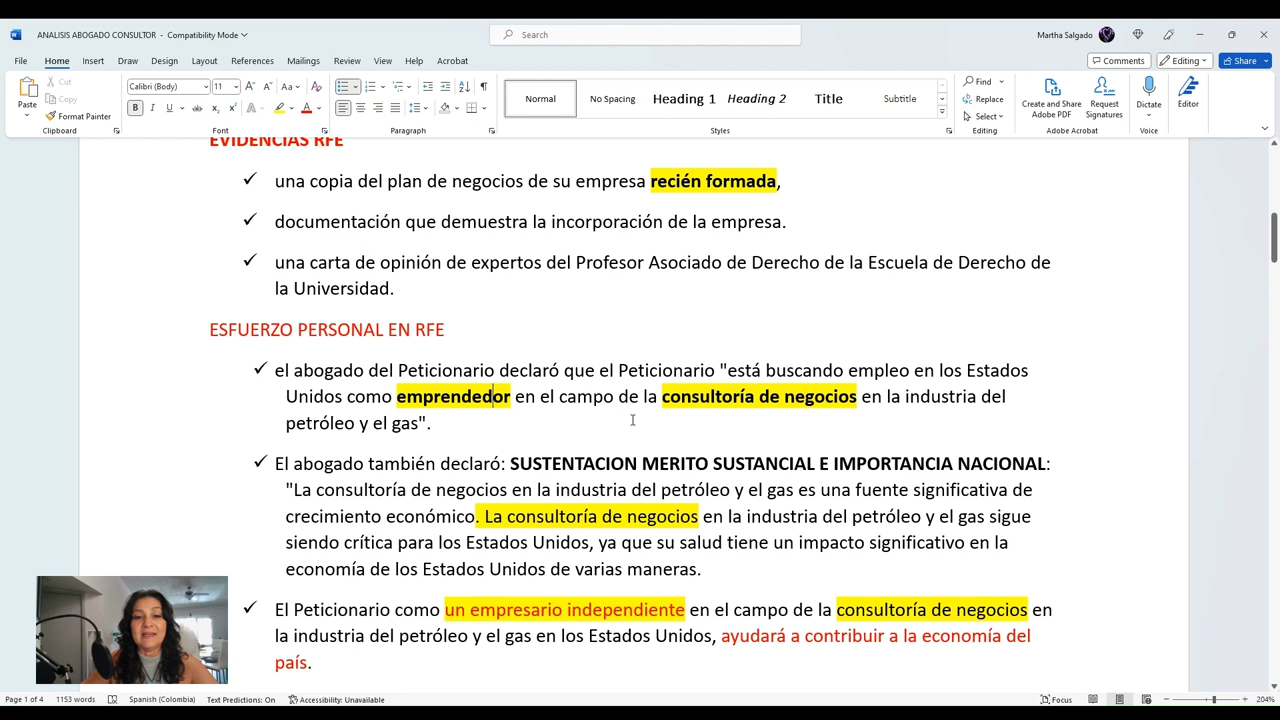 ANALISIS ABOGADO CONSULTOR - Compatibility Mode
Search
Martha Salgado
File Home Insert Draw Design Layout References Mailings Review View Help Acrobat
Comments Editing Share
Paste
Cut
Copy
Format Painter
Clipboard
Calibri (Body) 11
Font
Paragraph
Normal
No Spacing
Heading 1
Heading 2
Title
Subtitle
Styles
Find
Replace
Select
Editing
Create and Share Adobe PDF
Request Signatures
Adobe Acrobat
Dictate
Voice
Editor
Editor
EVIDENCIAS RFE
✓ una copia del plan de negocios de su empresa recién formada,
✓ documentación que demuestra la incorporación de la empresa.
✓ una carta de opinión de expertos del Profesor Asociado de Derecho de la Escuela de Derecho de
la Universidad.
ESFUERZO PERSONAL EN RFE
✓ el abogado del Peticionario declaró que el Peticionario "está buscando empleo en los Estados
Unidos como emprendedor en el campo de la consultoría de negocios en la industria del
petróleo y el gas".
✓ El abogado también declaró: SUSTENTACION MERITO SUSTANCIAL E IMPORTANCIA NACIONAL:
"La consultoría de negocios en la industria del petróleo y el gas es una fuente significativa de
crecimiento económico. La consultoría de negocios en la industria del petróleo y el gas sigue
siendo crítica para los Estados Unidos, ya que su salud tiene un impacto significativo en la
economía de los Estados Unidos de varias maneras.
✓ El Peticionario como un empresario independiente en el campo de la consultoría de negocios en
la industria del petróleo y el gas en los Estados Unidos, ayudará a contribuir a la economía del
país.
Page 1 of 4 1153 words Spanish (Colombia) Text Predictions: On Accessibility: Unavailable Focus 204%